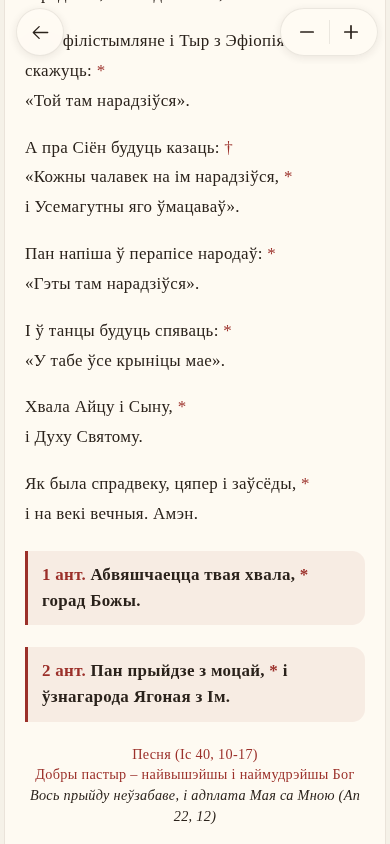 філістымляне і Тыр з Эфіопія
скажуць: *
«Той там нарадзіўся».
А пра Сіён будуць казаць: †
«Кожны чалавек на ім нарадзіўся, *
і Усемагутны яго ўмацаваў».
Пан напіша ў перапісе народаў: *
«Гэты там нарадзіўся».
І ў танцы будуць спяваць: *
«У табе ўсе крыніцы мае».
Хвала Айцу і Сыну, *
і Духу Святому.
Як была спрадвеку, цяпер і заўсёды, *
і на векі вечныя. Амэн.
1 ант. Абвяшчаецца твая хвала, *
горад Божы.
2 ант. Пан прыйдзе з моцай, * і
ўзнагарода Ягоная з Ім.
Песня (Іс 40, 10-17)
Добры пастыр – найвышэйшы і наймудрэйшы Бог
Вось прыйду неўзабаве, і адплата Мая са Мною (Ап
22, 12)